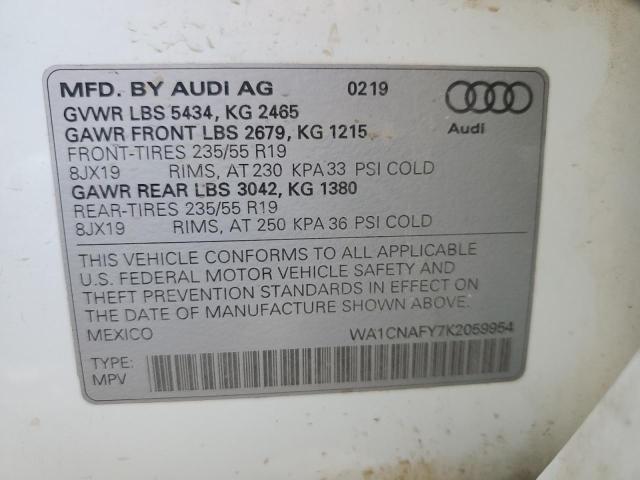 MFD. BY AUDI AG 0219
GVWR LBS 5434, KG 2465
GAWR FRONT LBS 2679, KG 1215
Audi
FRONT-TIRES 235/55 R19
8JX19 RIMS, AT 230 KPA 33 PSI COLD
GAWR REAR LBS 3042, KG 1380
REAR-TIRES 235/55 R19
8JX19 RIMS, AT 250 KPA 36 PSI COLD
THIS VEHICLE CONFORMS TO ALL APPLICABLE
U.S. FEDERAL MOTOR VEHICLE SAFETY AND
THEFT PREVENTION STANDARDS IN EFFECT ON
THE DATE OF MANUFACTURE SHOWN ABOVE.
MEXICO WA1CNAFY7K2059954
TYPE:
MPV